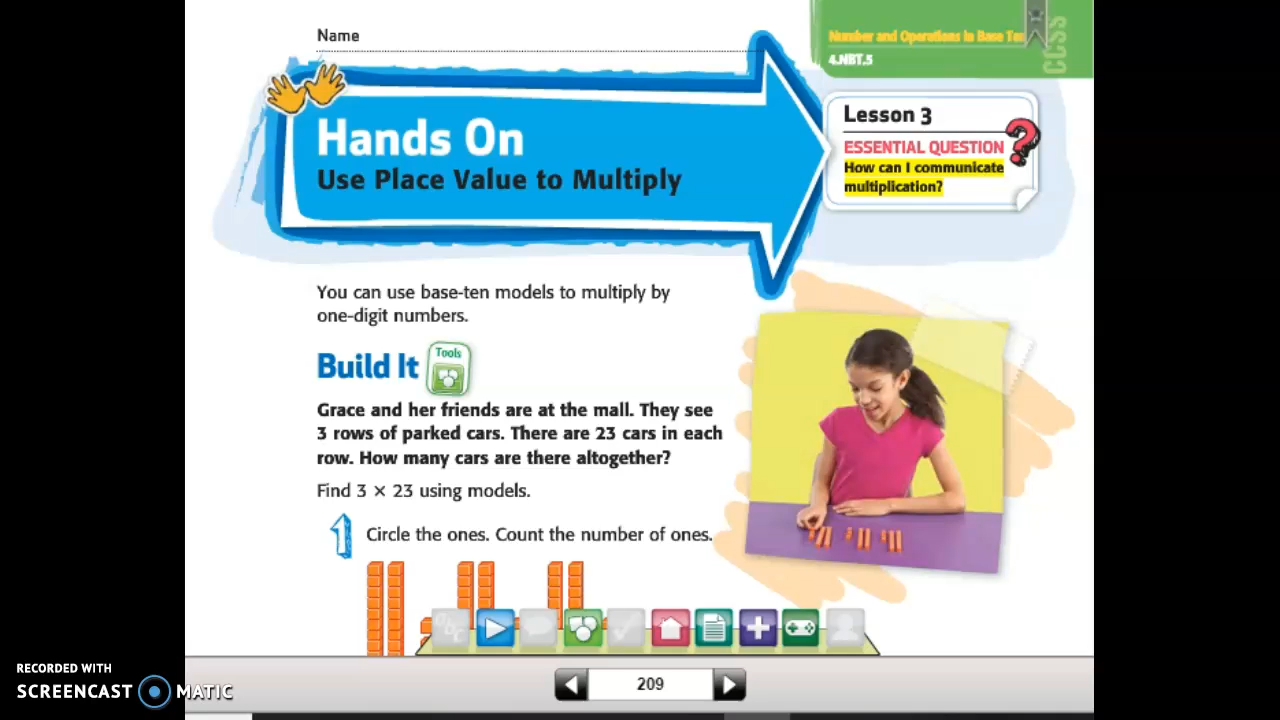 Name
Number and Operations in Base Ten
4.NBT.5
CCSS
Lesson 3
ESSENTIAL QUESTION
How can I communicate
multiplication?
Hands On
Use Place Value to Multiply
You can use base-ten models to multiply by
one-digit numbers.
Build It
Tools
Grace and her friends are at the mall. They see
3 rows of parked cars. There are 23 cars in each
row. How many cars are there altogether?
Find 3 × 23 using models.
1 Circle the ones. Count the number of ones.
abc
209
RECORDED WITH
SCREENCAST MATIC